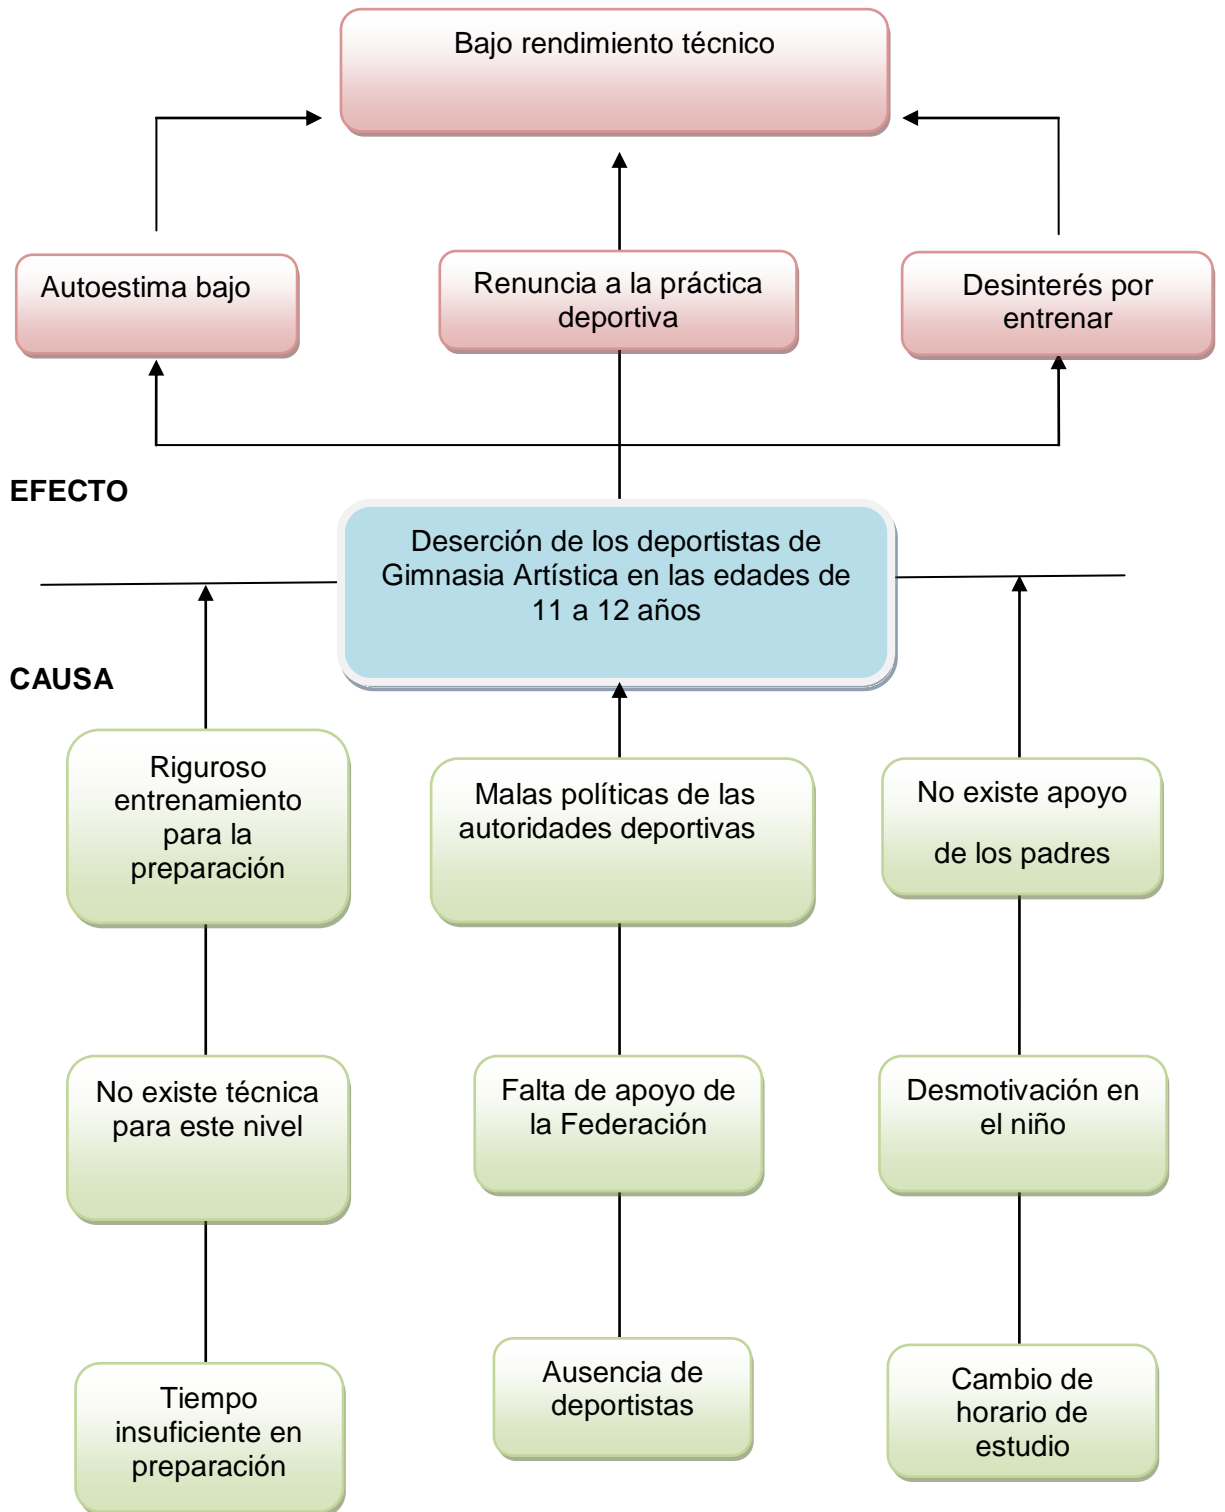 Bajo rendimiento técnico
Autoestima bajo
Renuncia a la práctica
deportiva
Desinterés por
entrenar
EFECTO
Deserción de los deportistas de
Gimnasia Artística en las edades de
11 a 12 años
CAUSA
Riguroso
entrenamiento
para la
preparación
Malas políticas de las
autoridades deportivas
No existe apoyo
de los padres
No existe técnica
para este nivel
Falta de apoyo de
la Federación
Desmotivación en
el niño
Tiempo
insuficiente en
preparación
Ausencia de
deportistas
Cambio de
horario de
estudio